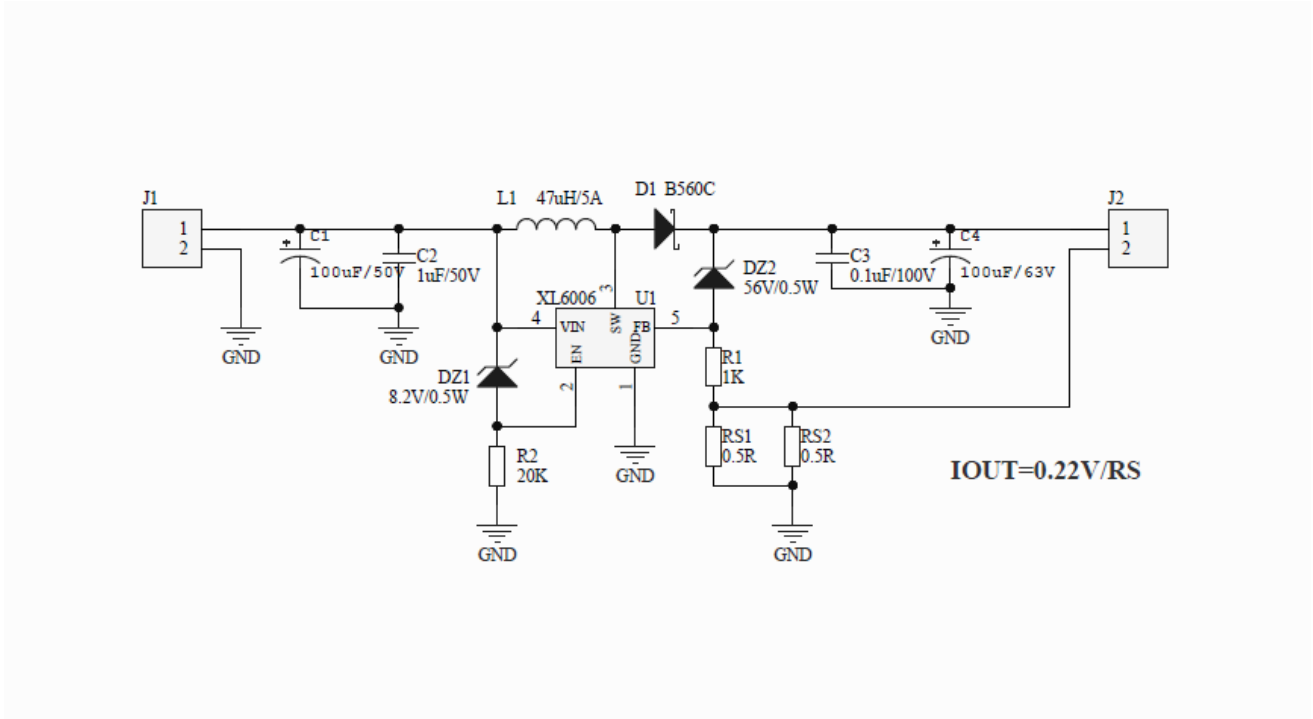 J1
1
2
GND
C1
100uF/50V
C2
1uF/50V
GND
L1 47uH/5A
D1 B560C
XL6006 U1
3
4 VIN SW FB 5
EN GND
2 1
DZ1
8.2V/0.5W
R2
20K
GND
GND
DZ2
56V/0.5W
R1
1K
RS1
0.5R
RS2
0.5R
GND
C3
0.1uF/100V
C4
100uF/63V
GND
J2
1
2
IOUT=0.22V/RS